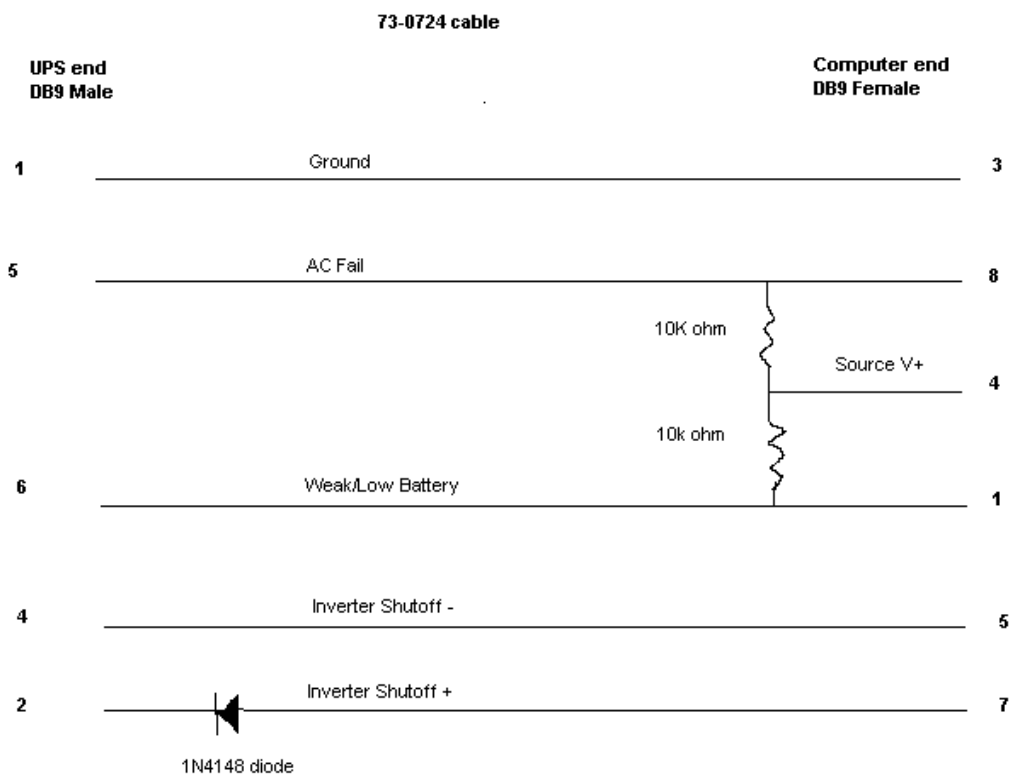 73-0724 cable
UPS end
DB9 Male
Computer end
DB9 Female
1
Ground
3
5
AC Fail
8
10K ohm
Source V+
4
10k ohm
6
Weak/Low Battery
1
4
Inverter Shutoff -
5
2
Inverter Shutoff +
7
1N4148 diode